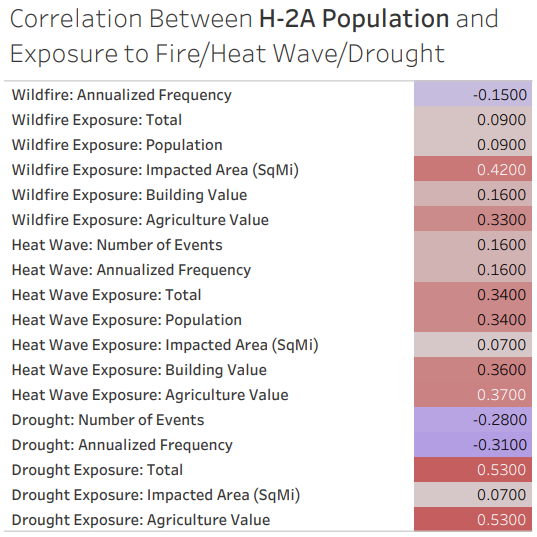 Correlation Between H-2A Population and
Exposure to Fire/Heat Wave/Drought
Wildfire: Annualized Frequency -0.1500
Wildfire Exposure: Total 0.0900
Wildfire Exposure: Population 0.0900
Wildfire Exposure: Impacted Area (SqMi) 0.4200
Wildfire Exposure: Building Value 0.1600
Wildfire Exposure: Agriculture Value 0.3300
Heat Wave: Number of Events 0.1600
Heat Wave: Annualized Frequency 0.1600
Heat Wave Exposure: Total 0.3400
Heat Wave Exposure: Population 0.3400
Heat Wave Exposure: Impacted Area (SqMi) 0.0700
Heat Wave Exposure: Building Value 0.3600
Heat Wave Exposure: Agriculture Value 0.3700
Drought: Number of Events -0.2800
Drought: Annualized Frequency -0.3100
Drought Exposure: Total 0.5300
Drought Exposure: Impacted Area (SqMi) 0.0700
Drought Exposure: Agriculture Value 0.5300